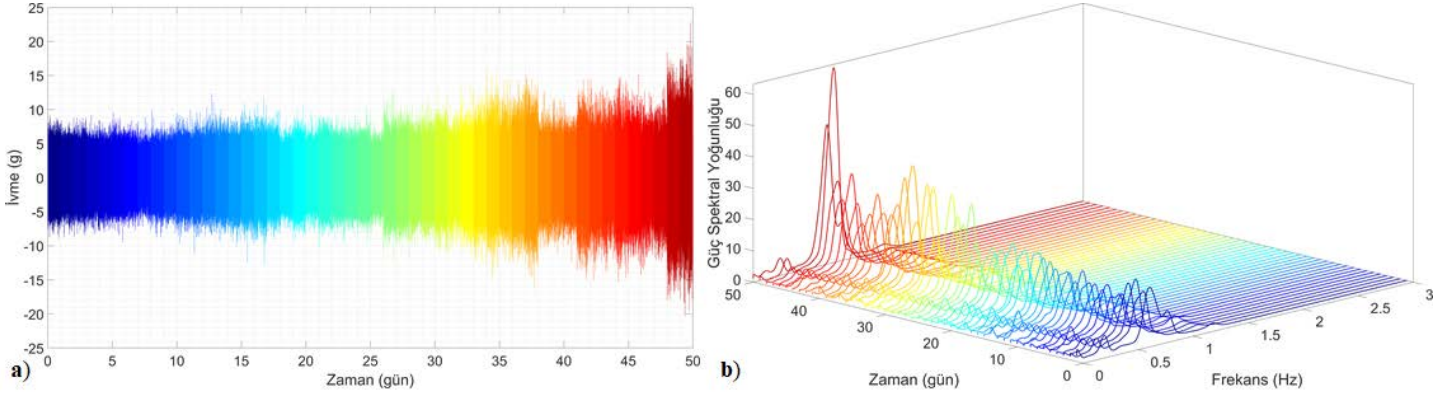 25
20
15
10
5
0
-5
-10
-15
-20
-25
İvme (g)
0 5 10 15 20 25 30 35 40 45 50
Zaman (gün)
a)
60
50
40
30
20
10
0
Güç Spektral Yoğunluğu
50 40 30 20 10 0
Zaman (gün)
0 0.5 1 1.5 2 2.5 3
Frekans (Hz)
b)